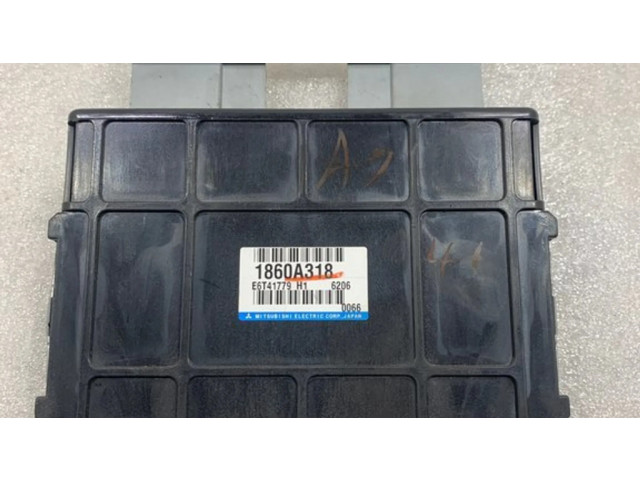 1860A318
E6T41779 H1 6206
0066
MITSUBISHI ELECTRIC CORP. JAPAN